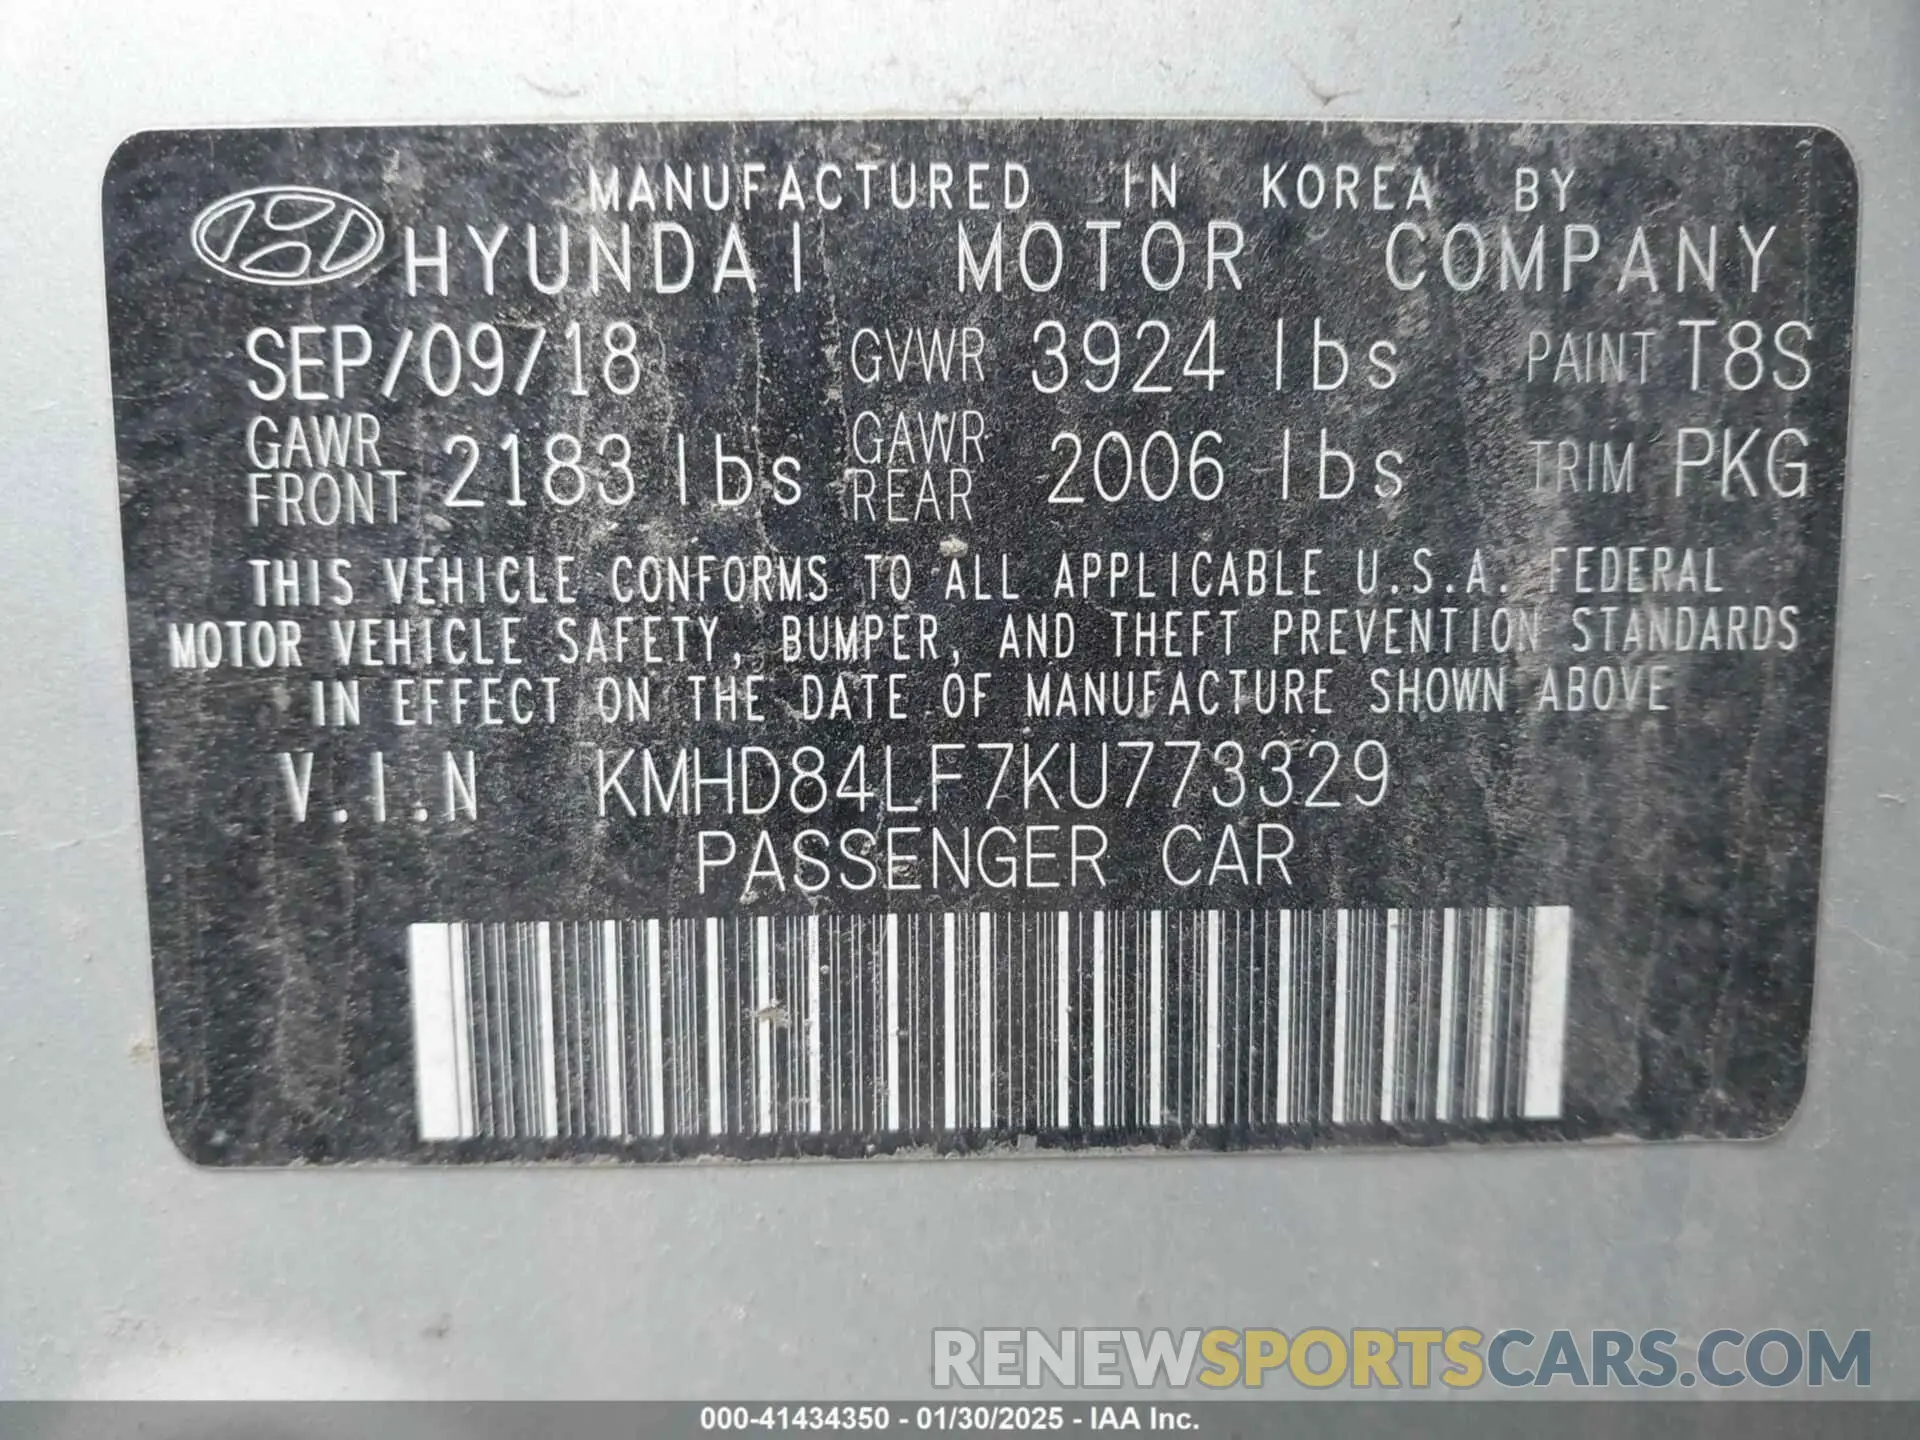 MANUFACTURED IN KOREA BY
HYUNDAI MOTOR COMPANY
SEP/09/18 GVWR 3924 lbs PAINT T8S
GAWR FRONT 2183 lbs GAWR REAR 2006 lbs TRIM PKG
THIS VEHICLE CONFORMS TO ALL APPLICABLE U.S.A. FEDERAL
MOTOR VEHICLE SAFETY, BUMPER, AND THEFT PREVENTION STANDARDS
IN EFFECT ON THE DATE OF MANUFACTURE SHOWN ABOVE
V.I.N KMHD84LF7KU773329
PASSENGER CAR
RENEWSPORTSCARS.COM
000-41434350 - 01/30/2025 - IAA Inc.